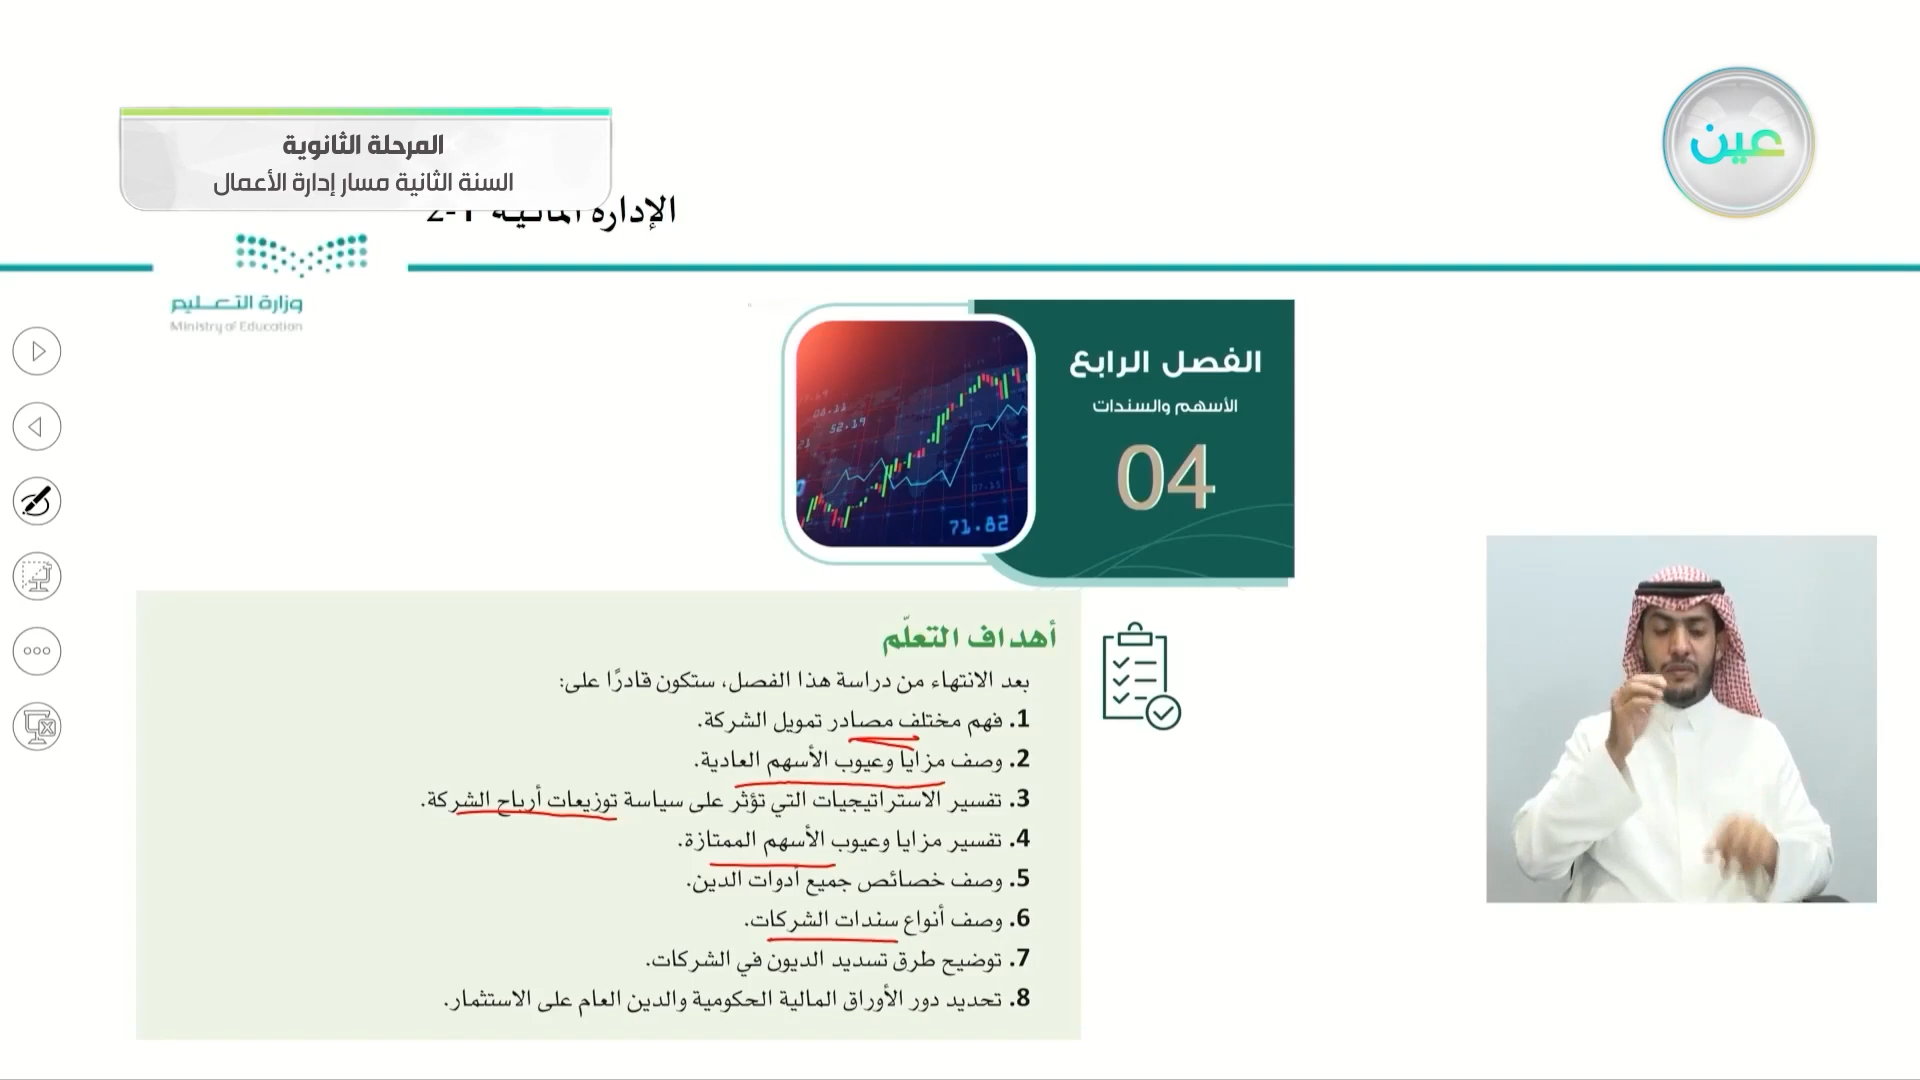 المرحلة الثانوية
السنة الثانية مسار إدارة الأعمال
عين
الإدارة المالية 1-2
وزارة التعليم
Ministry of Education
الفصل الرابع
الأسهم والسندات
04
52.19
71.82
أهداف التعلّم
بعد الانتهاء من دراسة هذا الفصل، ستكون قادرًا على:
1. فهم مختلف مصادر تمويل الشركة.
2. وصف مزايا وعيوب الأسهم العادية.
3. تفسير الاستراتيجيات التي تؤثر على سياسة توزيعات أرباح الشركة.
4. تفسير مزايا وعيوب الأسهم الممتازة.
5. وصف خصائص جميع أدوات الدين.
6. وصف أنواع سندات الشركات.
7. توضيح طرق تسديد الديون في الشركات.
8. تحديد دور الأوراق المالية الحكومية والدين العام على الاستثمار.